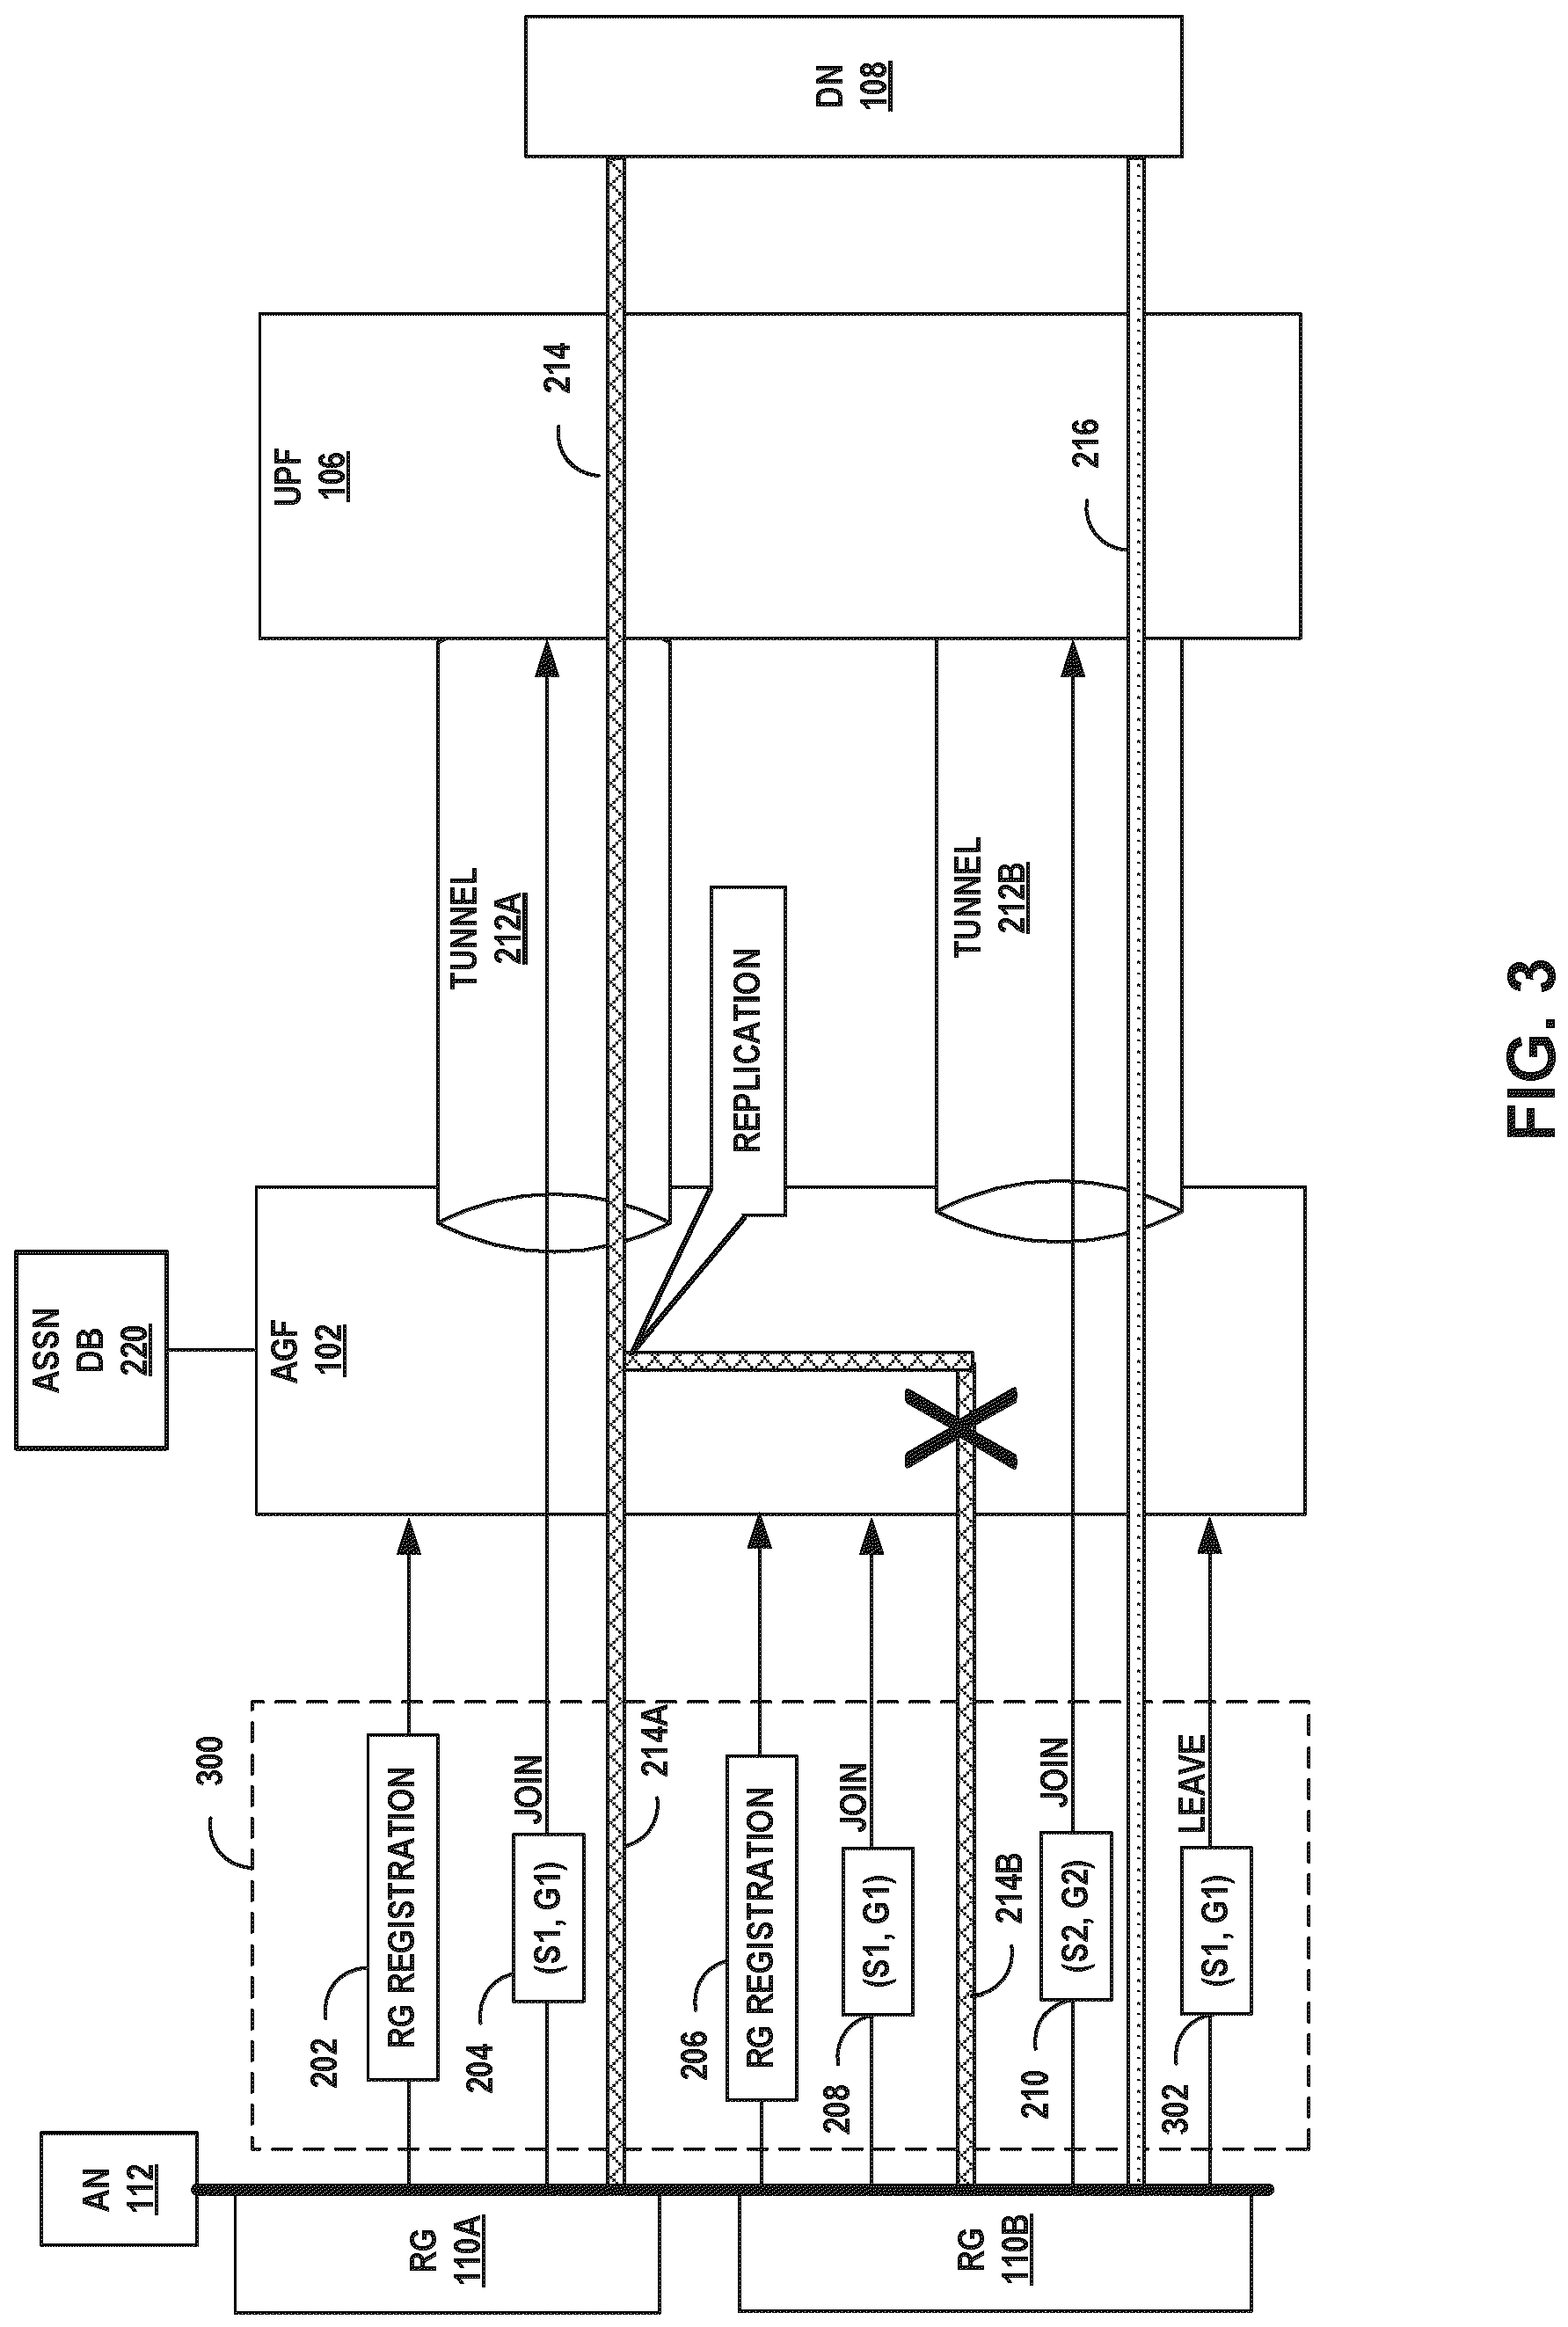 AN
112
RG
110A
RG
110B
300
202
RG REGISTRATION
204
(S1, G1)
JOIN
214A
206
RG REGISTRATION
208
(S1, G1)
JOIN
214B
210
(S2, G2)
JOIN
302
(S1, G1)
LEAVE
ASSN
DB
220
AGF
102
REPLICATION
TUNNEL
212A
TUNNEL
212B
UPF
106
214
216
DN
108
FIG. 3